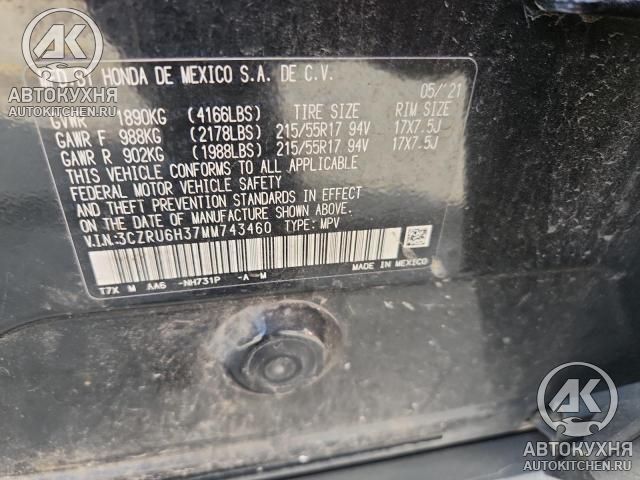 АК
АВТОКУХНЯ
AUTOKITCHEN.RU
HONDA DE MEXICO S.A. DE C.V.
05/'21
GVWR 1890KG (4166LBS) TIRE SIZE RIM SIZE
GAWR F 988KG (2178LBS) 215/55R17 94V 17X7.5J
GAWR R 902KG (1988LBS) 215/55R17 94V 17X7.5J
THIS VEHICLE CONFORMS TO ALL APPLICABLE
FEDERAL MOTOR VEHICLE SAFETY
AND THEFT PREVENTION STANDARDS IN EFFECT
ON THE DATE OF MANUFACTURE SHOWN ABOVE.
V.I.N:3CZRU6H37MM743460 TYPE: MPV
T7X M AA6 -NH731P -A -M MADE IN MEXICO
АК
АВТОКУХНЯ
AUTOKITCHEN.RU